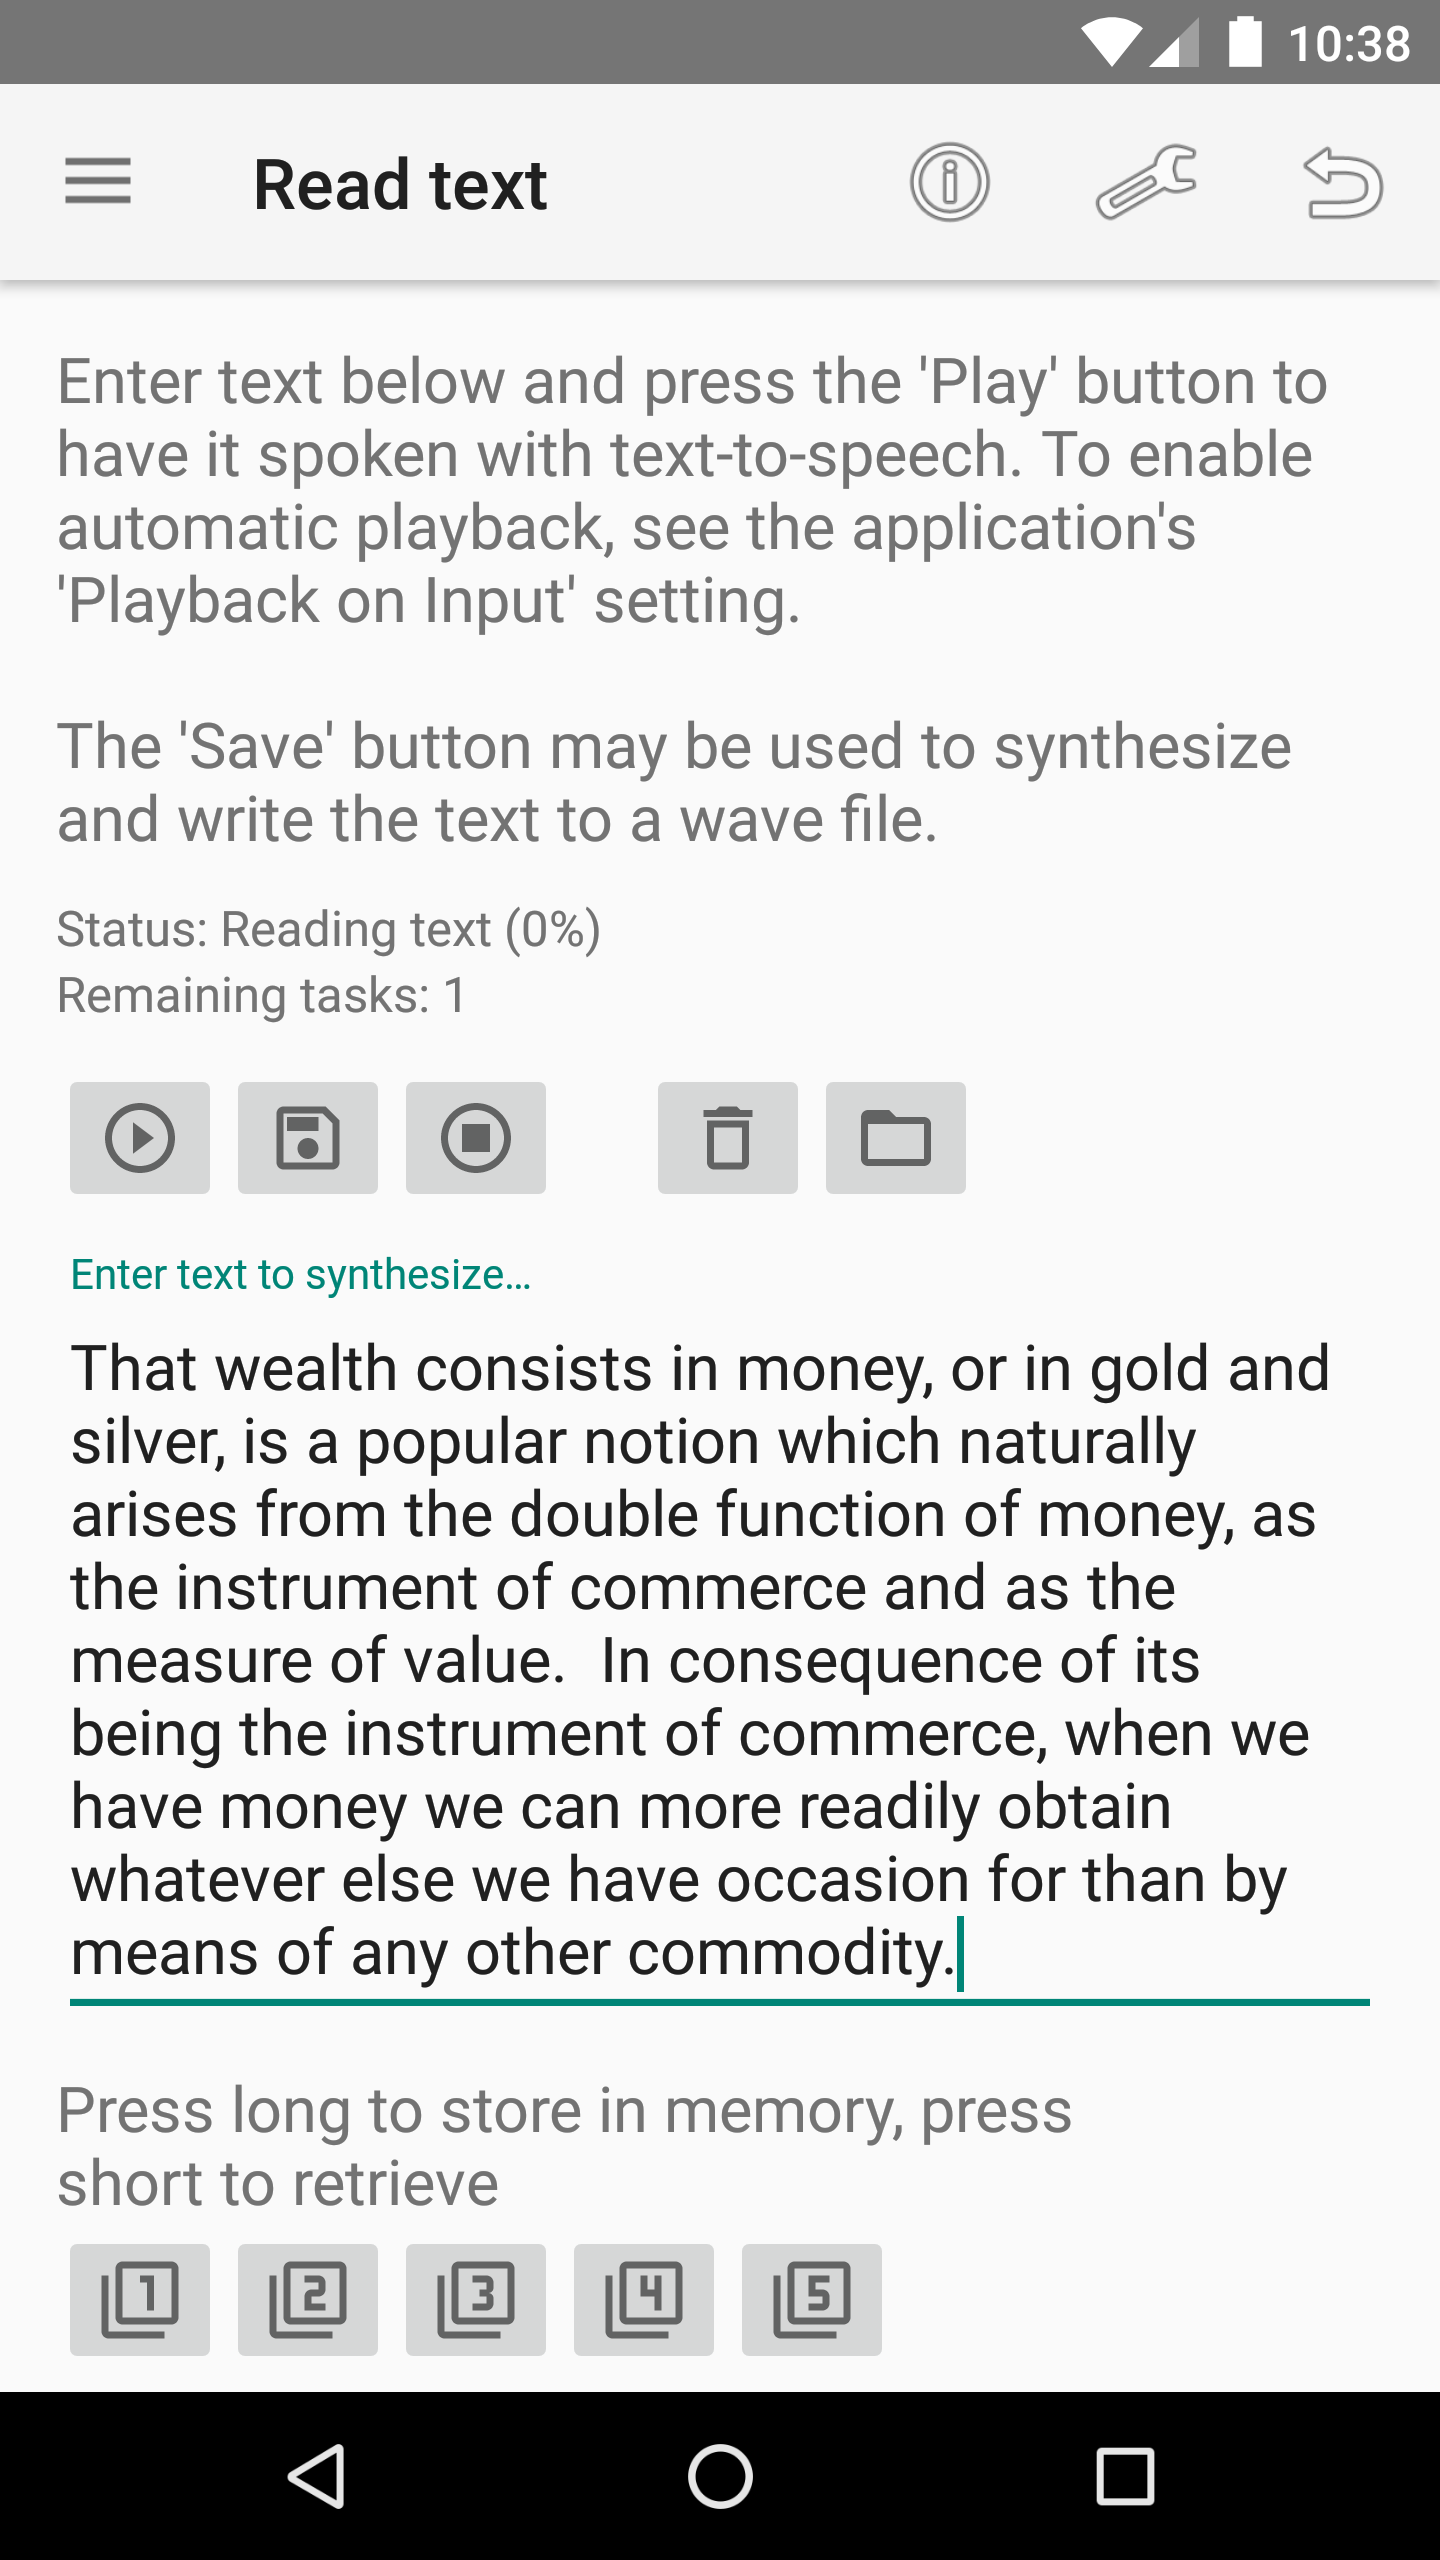 10:38
Read text
Enter text below and press the 'Play' button to
have it spoken with text-to-speech. To enable
automatic playback, see the application's
'Playback on Input' setting.
The 'Save' button may be used to synthesize
and write the text to a wave file.
Status: Reading text (0%)
Remaining tasks: 1
Enter text to synthesize…
That wealth consists in money, or in gold and
silver, is a popular notion which naturally
arises from the double function of money, as
the instrument of commerce and as the
measure of value.  In consequence of its
being the instrument of commerce, when we
have money we can more readily obtain
whatever else we have occasion for than by
means of any other commodity.
Press long to store in memory, press
short to retrieve
1 2 3 4 5